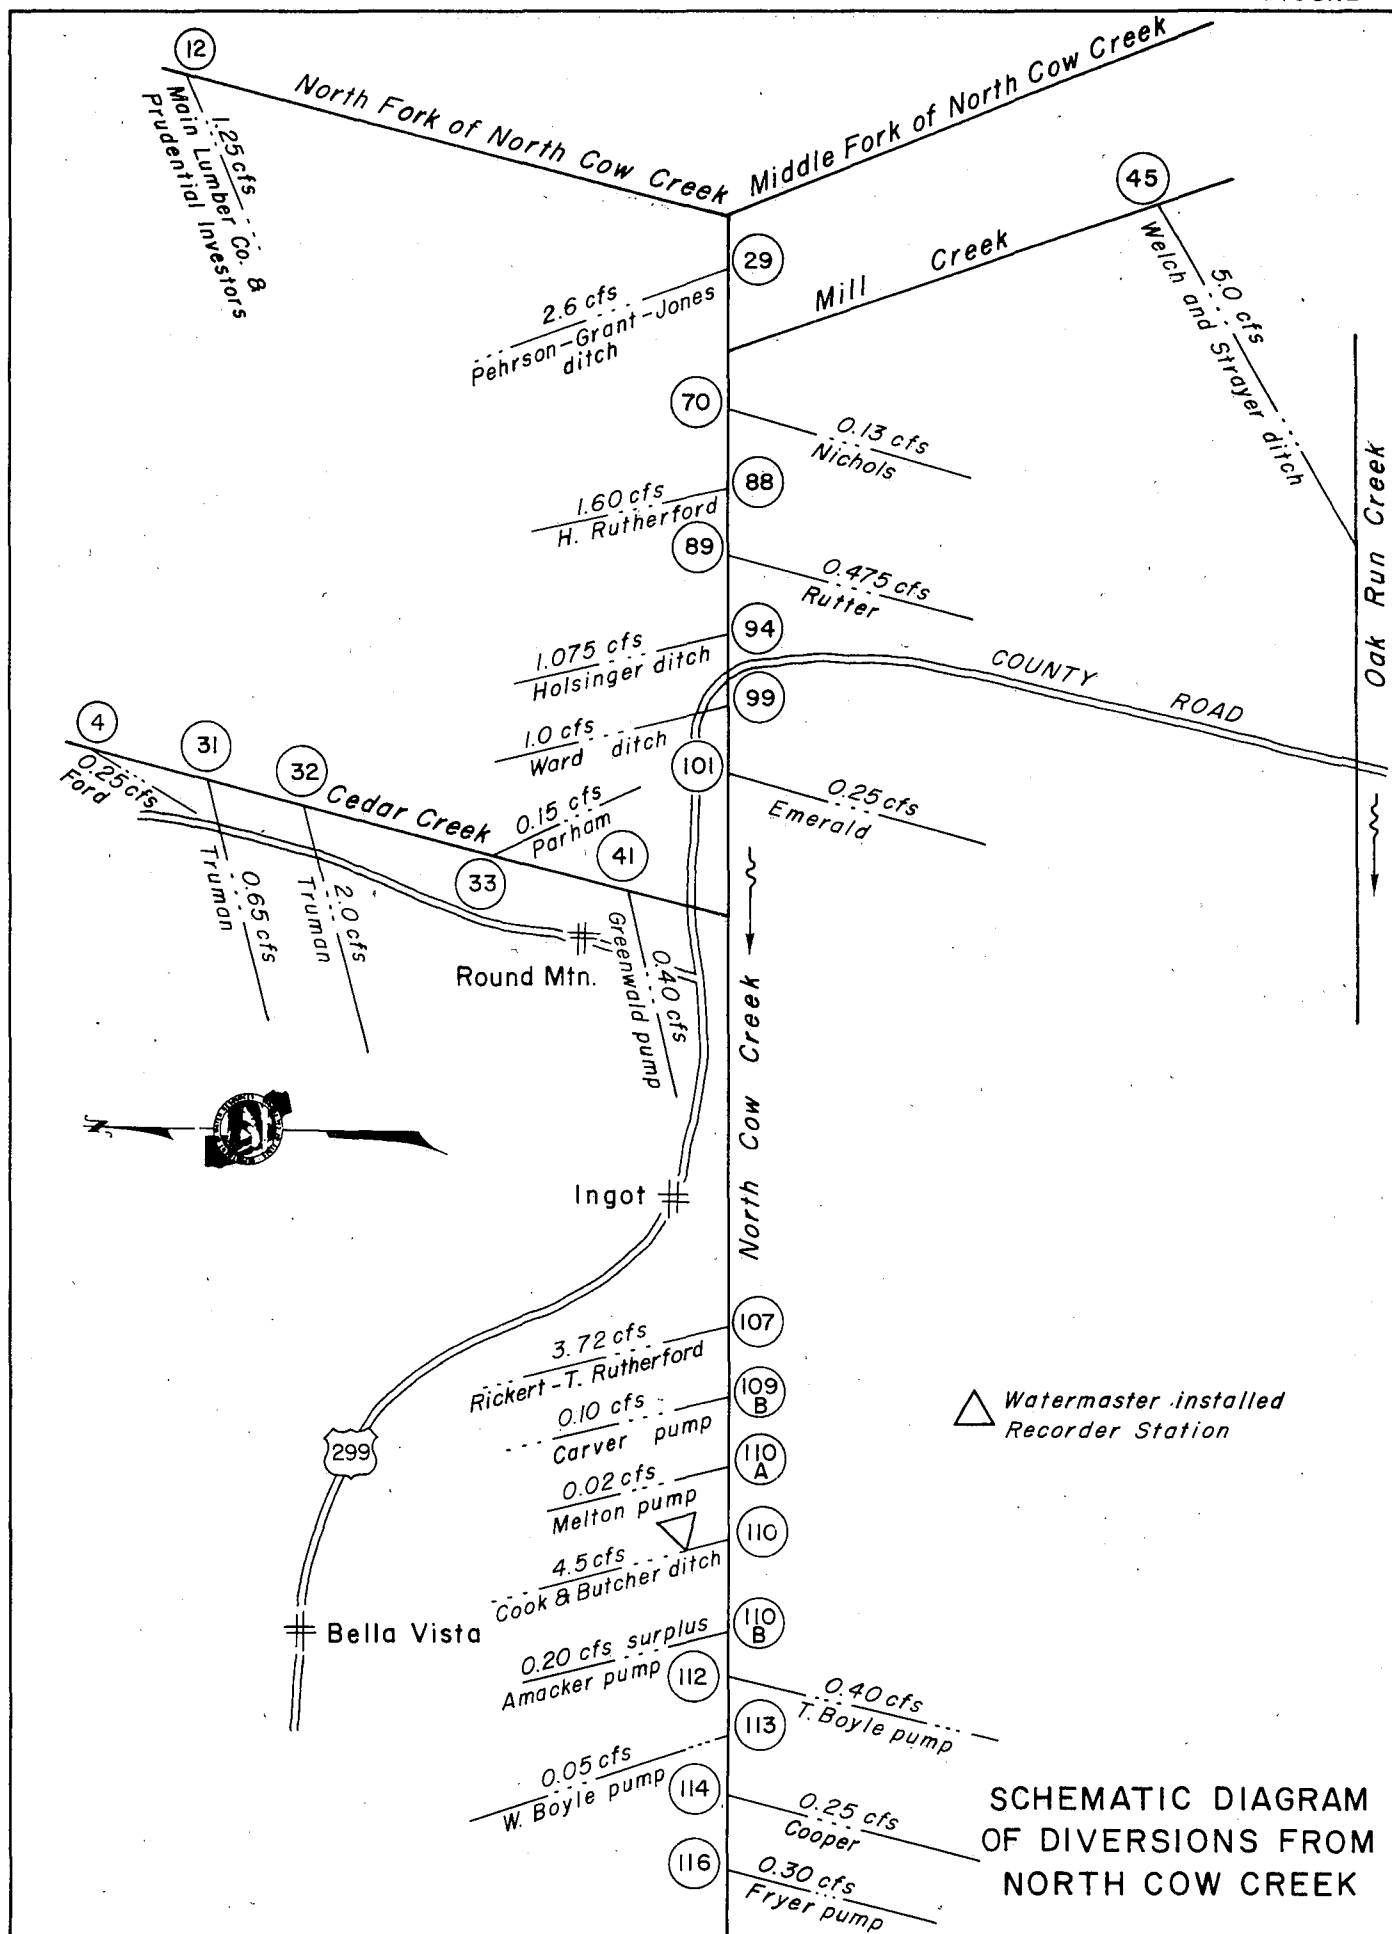 12
North Fork of North Cow Creek
Middle Fork of North Cow Creek
1.25 cfs
Main Lumber Co. &
Prudential Investors
45
Mill Creek
5.0 cfs
Welch and Strayer ditch
Oak Run Creek
29
2.6 cfs
Pehrson-Grant-Jones
ditch
70
0.13 cfs
Nichols
88
1.60 cfs
H. Rutherford
89
0.475 cfs
Rutter
94
1.075 cfs
Holsinger ditch
COUNTY ROAD
99
1.0 cfs
Ward ditch
101
0.25 cfs
Emerald
4
0.25 cfs
Ford
31
0.65 cfs
Truman
32
2.0 cfs
Truman
Cedar Creek
0.15 cfs
Parham
33
41
0.40 cfs
Greenwald pump
Round Mtn.
North Cow Creek
N
Ingot
107
3.72 cfs
Rickert-T. Rutherford
109
B
0.10 cfs
Carver pump
110
A
0.02 cfs
Melton pump
Watermaster installed
Recorder Station
299
110
4.5 cfs
Cook & Butcher ditch
Bella Vista
110
B
0.20 cfs surplus
Amacker pump
112
0.40 cfs
T. Boyle pump
113
0.05 cfs
W. Boyle pump
114
0.25 cfs
Cooper
116
0.30 cfs
Fryer pump
SCHEMATIC DIAGRAM
OF DIVERSIONS FROM
NORTH COW CREEK